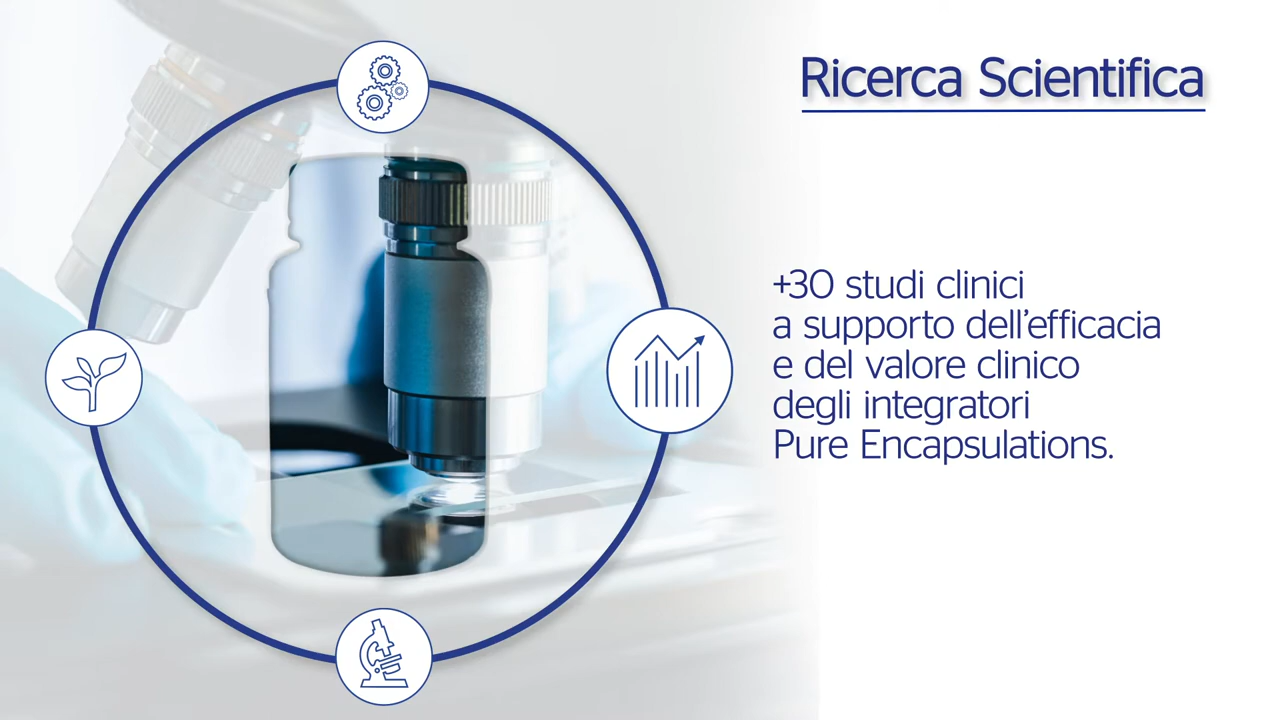 Ricerca Scientifica
+30 studi clinici
a supporto dell’efficacia
e del valore clinico
degli integratori
Pure Encapsulations.